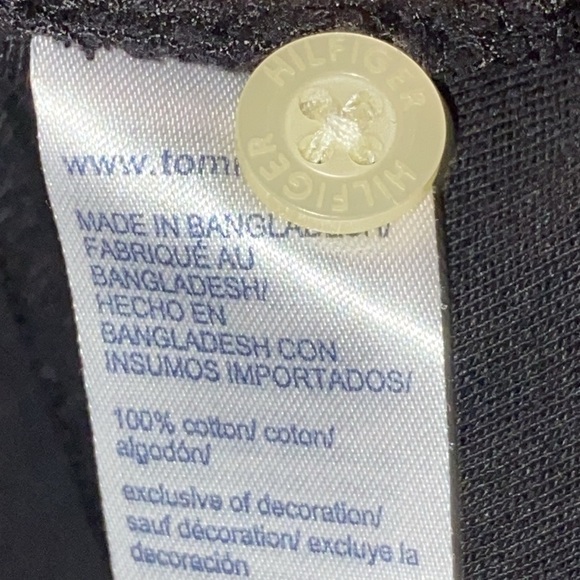 HILFIGER
HILFIGER
www.tomm
MADE IN BANGLADESH/
FABRIQUÉ AU
BANGLADESH/
HECHO EN
BANGLADESH CON
INSUMOS IMPORTADOS/
100% cotton/ coton/
algodón/
exclusive of decoration/
sauf décoration/ excluye la
decoración